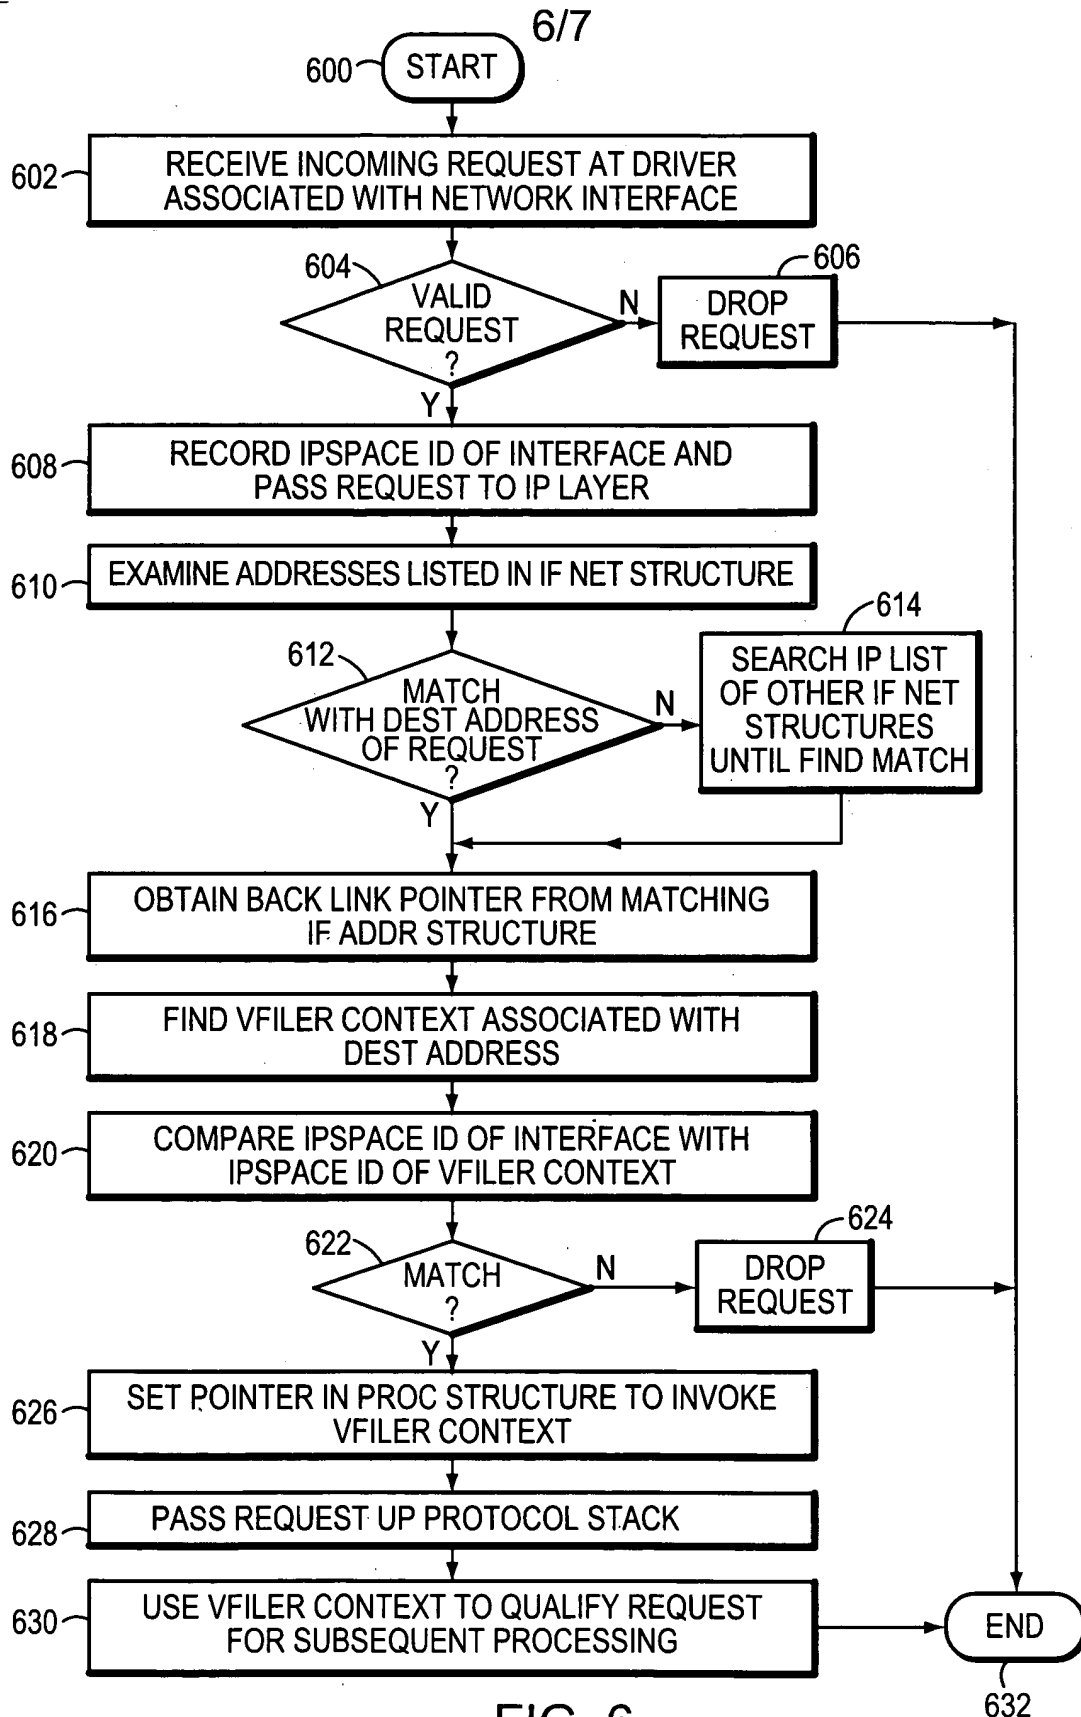 6/7
600
START
602
RECEIVE INCOMING REQUEST AT DRIVER
ASSOCIATED WITH NETWORK INTERFACE
604
VALID
REQUEST
?
N
606
DROP
REQUEST
Y
608
RECORD IPSPACE ID OF INTERFACE AND
PASS REQUEST TO IP LAYER
610
EXAMINE ADDRESSES LISTED IN IF NET STRUCTURE
612
MATCH
WITH DEST ADDRESS
OF REQUEST
?
N
614
SEARCH IP LIST
OF OTHER IF NET
STRUCTURES
UNTIL FIND MATCH
Y
616
OBTAIN BACK LINK POINTER FROM MATCHING
IF ADDR STRUCTURE
618
FIND VFILER CONTEXT ASSOCIATED WITH
DEST ADDRESS
620
COMPARE IPSPACE ID OF INTERFACE WITH
IPSPACE ID OF VFILER CONTEXT
622
MATCH
?
N
624
DROP
REQUEST
Y
626
SET POINTER IN PROC STRUCTURE TO INVOKE
VFILER CONTEXT
628
PASS REQUEST UP PROTOCOL STACK
630
USE VFILER CONTEXT TO QUALIFY REQUEST
FOR SUBSEQUENT PROCESSING
END
632
FIG. 6